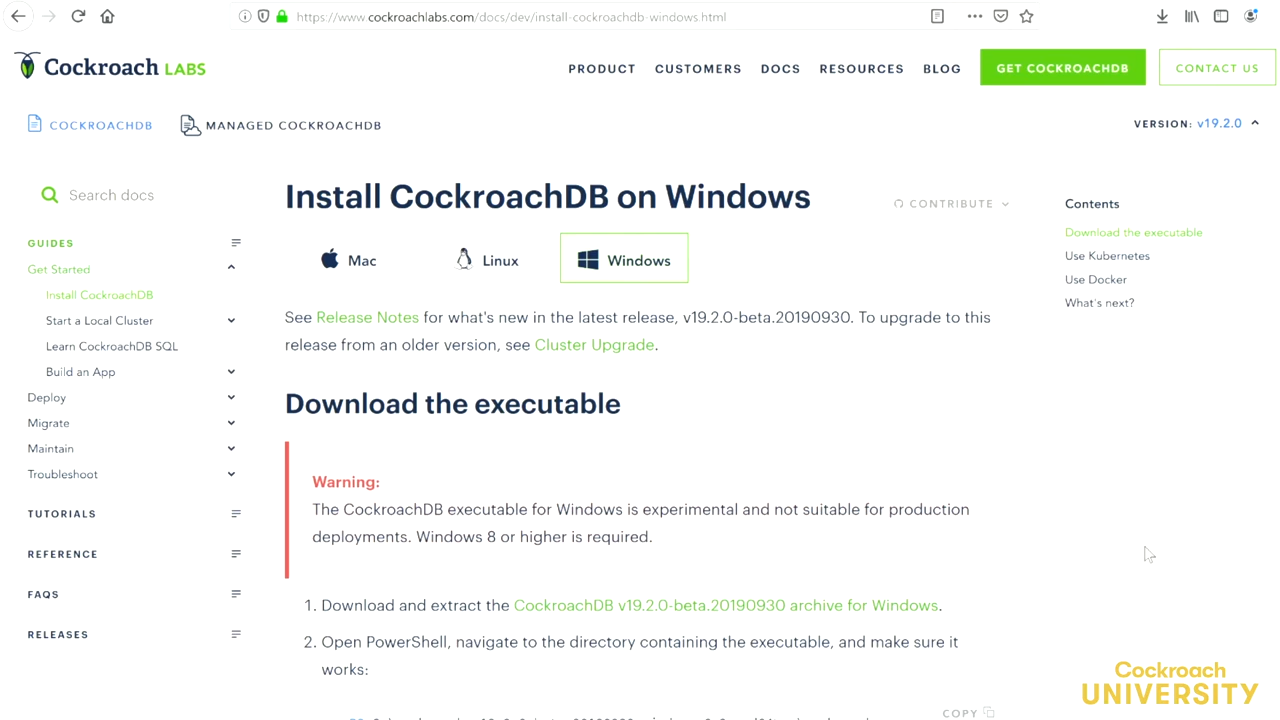 https://www.cockroachlabs.com/docs/dev/install-cockroachdb-windows.html
Cockroach LABS
PRODUCT CUSTOMERS DOCS RESOURCES BLOG GET COCKROACHDB CONTACT US
COCKROACHDB MANAGED COCKROACHDB
VERSION: v19.2.0
Search docs
GUIDES
Get Started
Install CockroachDB
Start a Local Cluster
Learn CockroachDB SQL
Build an App
Deploy
Migrate
Maintain
Troubleshoot
TUTORIALS
REFERENCE
FAQS
RELEASES
Install CockroachDB on Windows
CONTRIBUTE
Mac Linux Windows
See Release Notes for what's new in the latest release, v19.2.0-beta.20190930. To upgrade to this
release from an older version, see Cluster Upgrade.
Download the executable
Warning:
The CockroachDB executable for Windows is experimental and not suitable for production
deployments. Windows 8 or higher is required.
1. Download and extract the CockroachDB v19.2.0-beta.20190930 archive for Windows.
2. Open PowerShell, navigate to the directory containing the executable, and make sure it
works:
COPY
Contents
Download the executable
Use Kubernetes
Use Docker
What's next?
Cockroach
UNIVERSITY